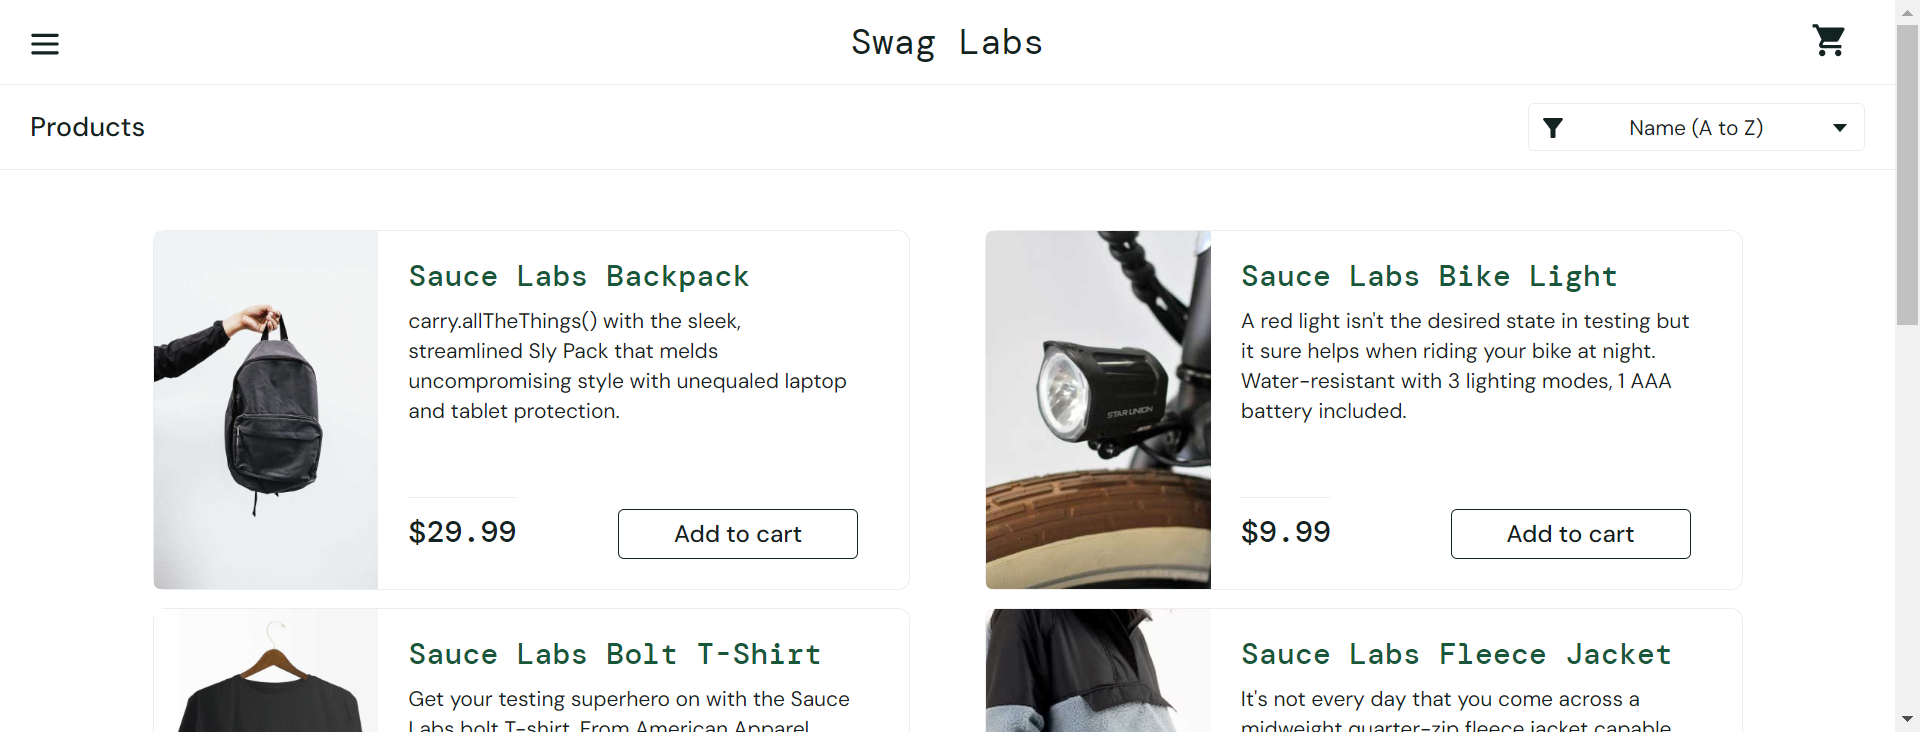 Swag Labs
Products
Name (A to Z)
Sauce Labs Backpack
carry.allTheThings() with the sleek,
streamlined Sly Pack that melds
uncompromising style with unequaled laptop
and tablet protection.
$29.99
Add to cart
Sauce Labs Bike Light
A red light isn't the desired state in testing but
it sure helps when riding your bike at night.
Water-resistant with 3 lighting modes, 1 AAA
battery included.
$9.99
Add to cart
STAR UNION
Sauce Labs Bolt T-Shirt
Get your testing superhero on with the Sauce
Labs bolt T-shirt. From American Apparel,
Sauce Labs Fleece Jacket
It's not every day that you come across a
midweight quarter-zip fleece jacket capable